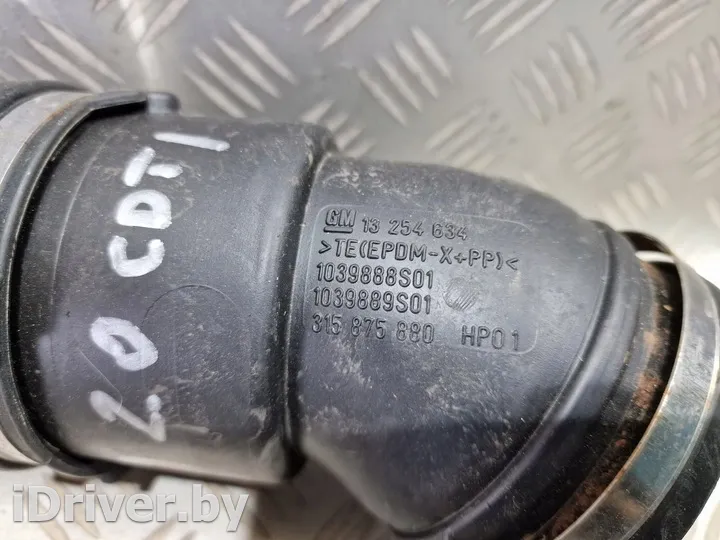 2.0 CDTI
GM 13 254 634
>TE(EPDM-X+PP)<
1039888S01
1039889S01
315 875 880 HP01
iDriver.by